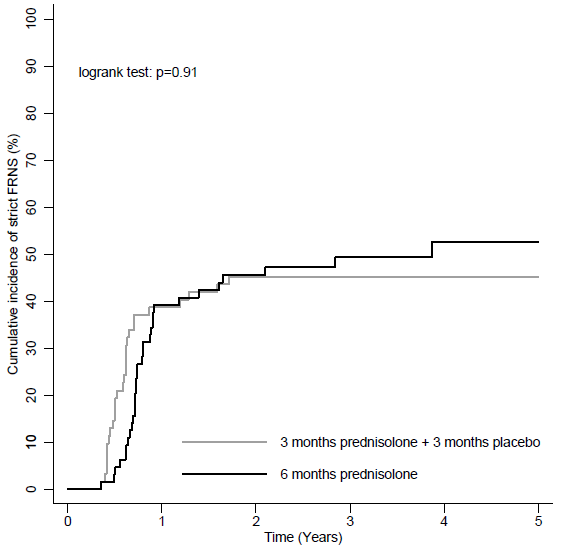 Cumulative incidence of strict FRNS (%)
100
90
80
70
60
50
40
30
20
10
0
logrank test: p=0.91
3 months prednisolone + 3 months placebo
6 months prednisolone
0 1 2 3 4 5
Time (Years)